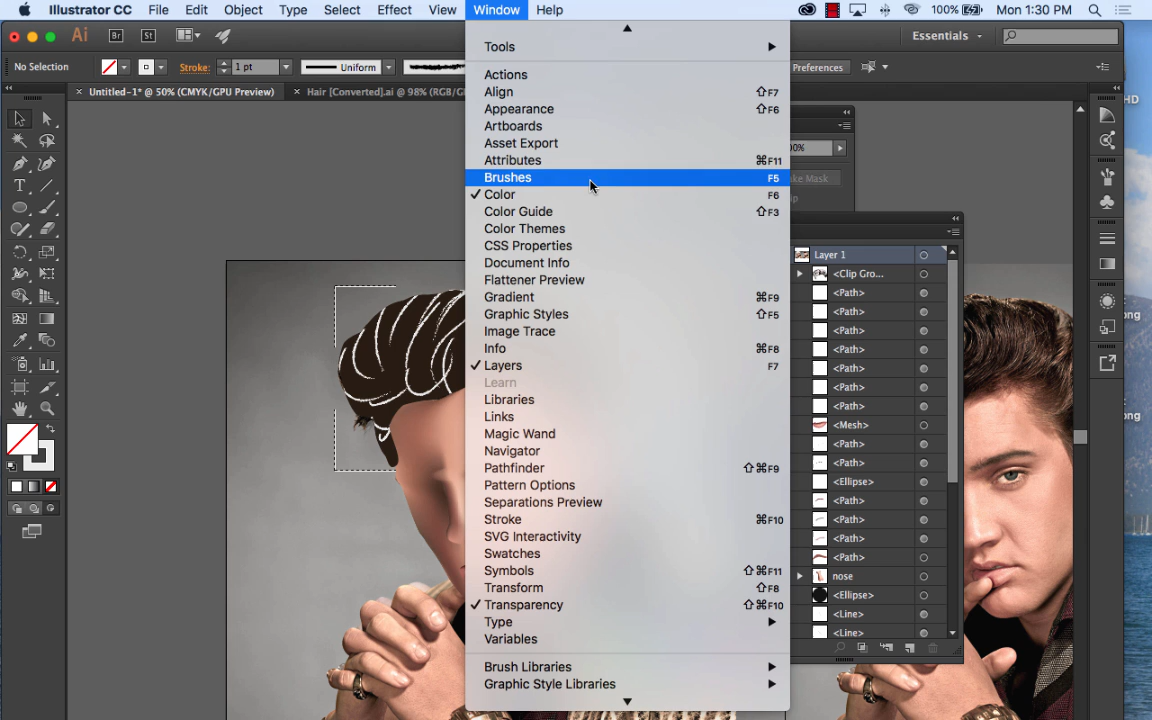 Illustrator CC File Edit Object Type Select Effect View Window Help 100% Mon 1:30 PM
Ai Br St Essentials
No Selection Stroke: 1 pt Uniform Preferences
× Untitled-1* @ 50% (CMYK/GPU Preview) × Hair [Converted].ai @ 98% (RGB/G
Tools
Actions
Align ⇧F7
Appearance ⇧F6
Artboards
Asset Export
Attributes ⌘F11
Brushes F5
✓ Color F6
Color Guide ⇧F3
Color Themes
CSS Properties
Document Info
Flattener Preview
Gradient ⌘F9
Graphic Styles ⇧F5
Image Trace
Info ⌘F8
✓ Layers F7
Learn
Libraries
Links
Magic Wand
Navigator
Pathfinder ⇧⌘F9
Pattern Options
Separations Preview
Stroke ⌘F10
SVG Interactivity
Swatches
Symbols ⇧⌘F11
Transform ⇧F8
✓ Transparency ⇧⌘F10
Type
Variables
Brush Libraries
Graphic Style Libraries
Layer 1
<Clip Gro...
<Path>
<Path>
<Path>
<Path>
<Path>
<Path>
<Path>
<Mesh>
<Path>
<Path>
<Ellipse>
<Path>
<Path>
<Path>
<Path>
nose
<Ellipse>
<Line>
<Line>
HD
ong
ong